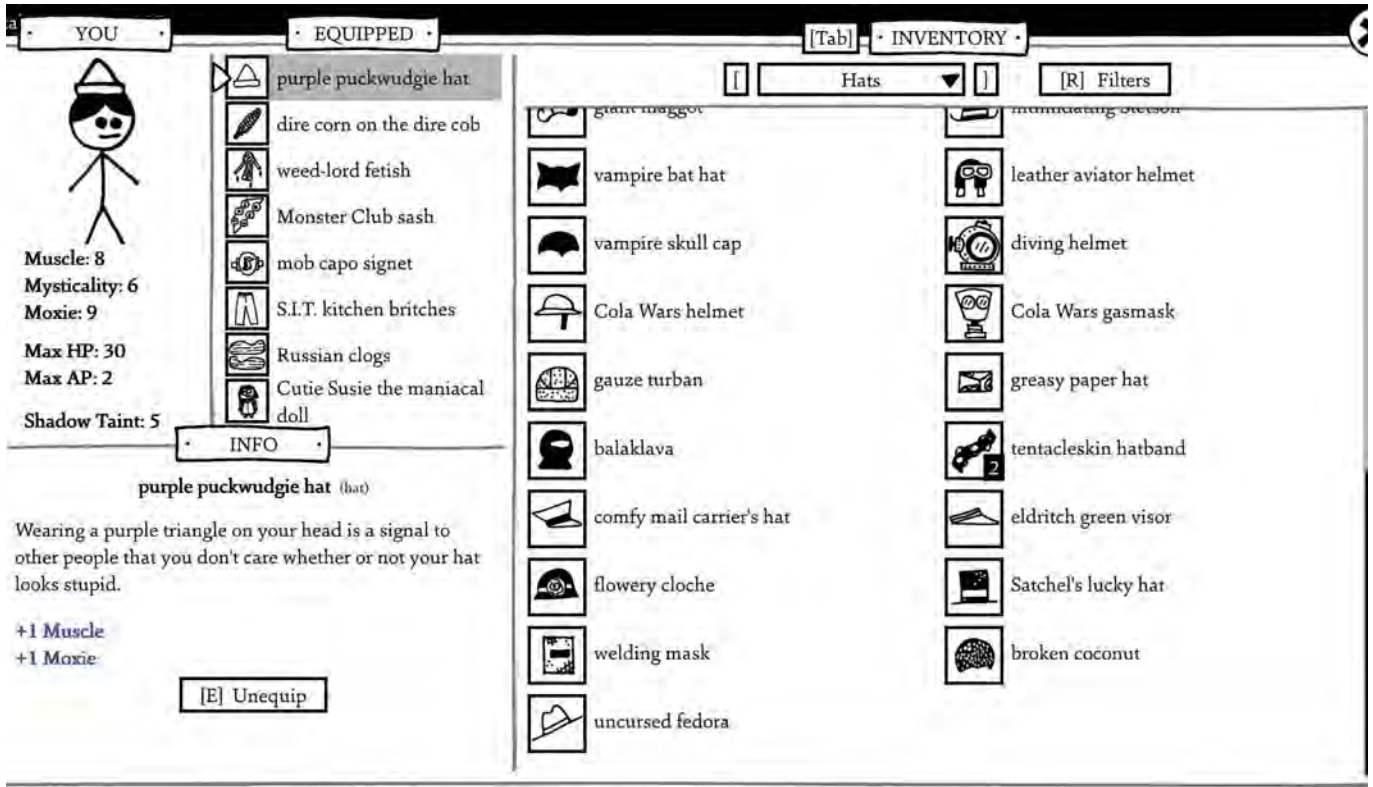 YOU
EQUIPPED
[Tab]
INVENTORY
purple puckwudgie hat
dire corn on the dire cob
weed-lord fetish
Monster Club sash
mob capo signet
S.I.T. kitchen britches
Russian clogs
Cutie Susie the maniacal
doll
Muscle: 8
Mysticality: 6
Moxie: 9
Max HP: 30
Max AP: 2
Shadow Taint: 5
INFO
purple puckwudgie hat (hat)
Wearing a purple triangle on your head is a signal to
other people that you don't care whether or not your hat
looks stupid.
+1 Muscle
+1 Moxie
[E] Unequip
[
Hats
]
[R] Filters
giant maggot
intimidating Stetson
vampire bat hat
leather aviator helmet
vampire skull cap
diving helmet
Cola Wars helmet
Cola Wars gasmask
gauze turban
greasy paper hat
balaklava
tentacleskin hatband
2
comfy mail carrier's hat
eldritch green visor
flowery cloche
Satchel's lucky hat
welding mask
broken coconut
uncursed fedora